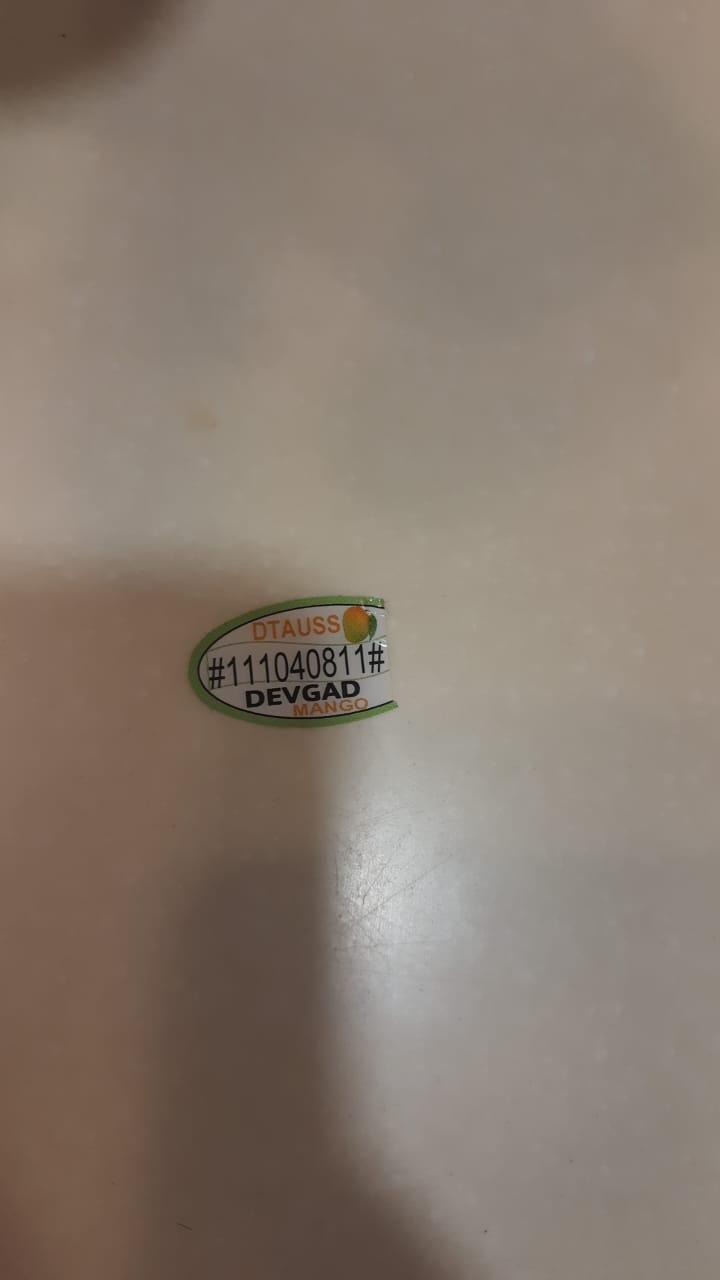 DTAUSS
#111040811#
DEVGAD
MANGO